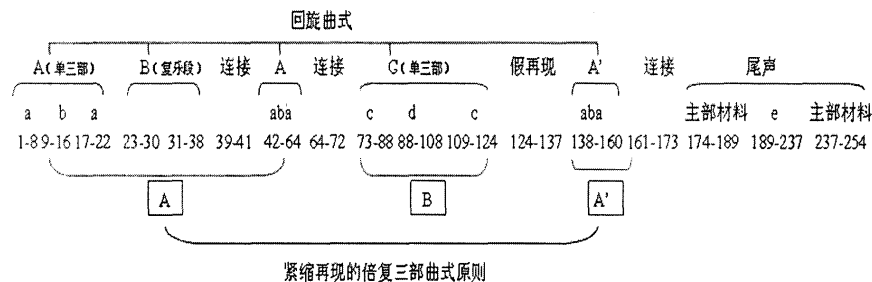 回旋曲式
A(单三部) B(复乐段) 连接 A 连接 C(单三部) 假再现 A' 连接 尾声
a b a aba c d c aba 主部材料 e 主部材料
1-8 9-16 17-22 23-30 31-38 39-41 42-64 64-72 73-88 88-108 109-124 124-137 138-160 161-173 174-189 189-237 237-254
A B A'
紧缩再现的倍复三部曲式原则